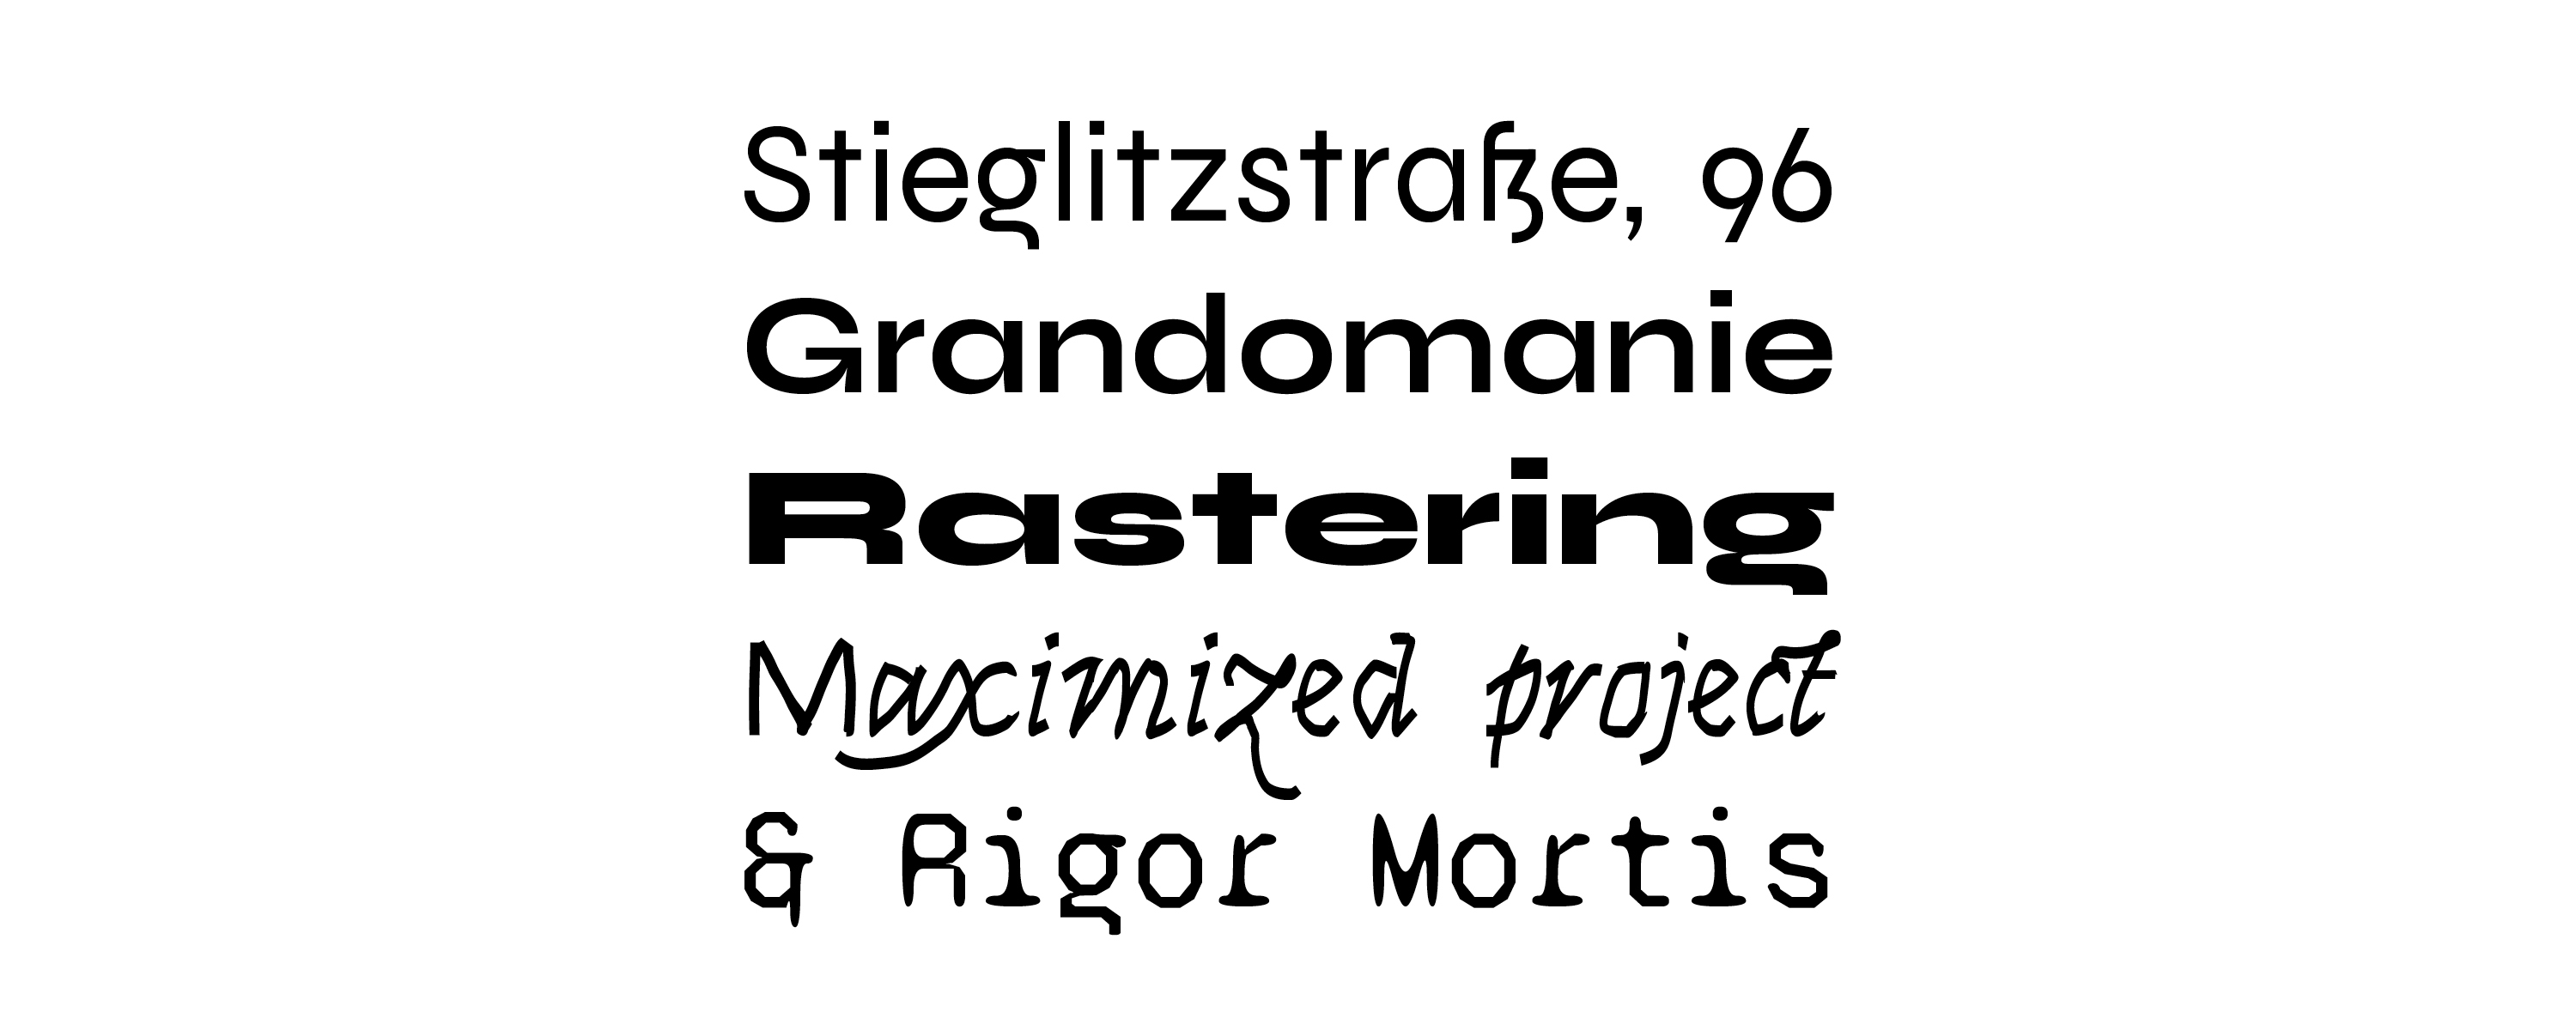 Stieglitzstraße, 96
Grandomanie
Rastering
Maximized project
& Rigor Mortis